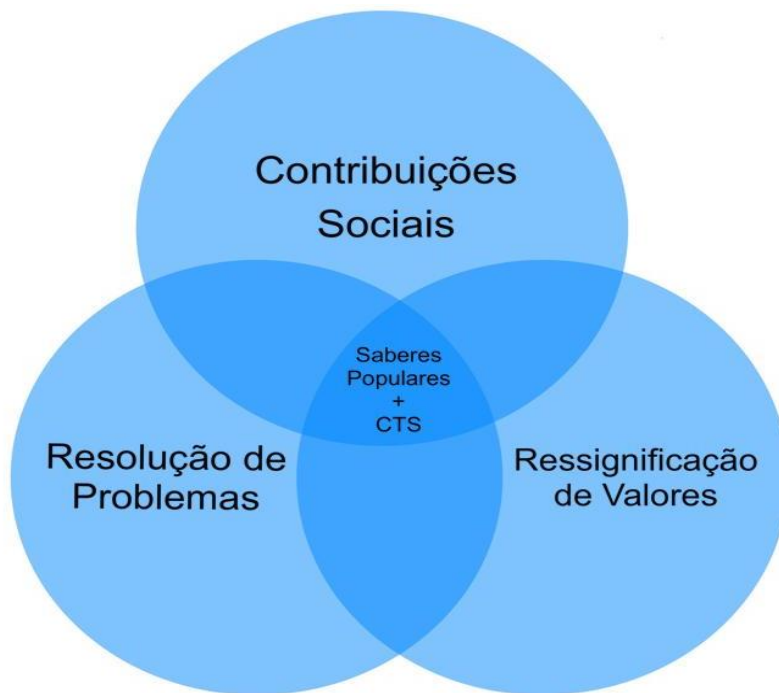 Contribuições
Sociais
Saberes
Populares
+
CTS
Resolução de
Problemas
Ressignificação
de Valores